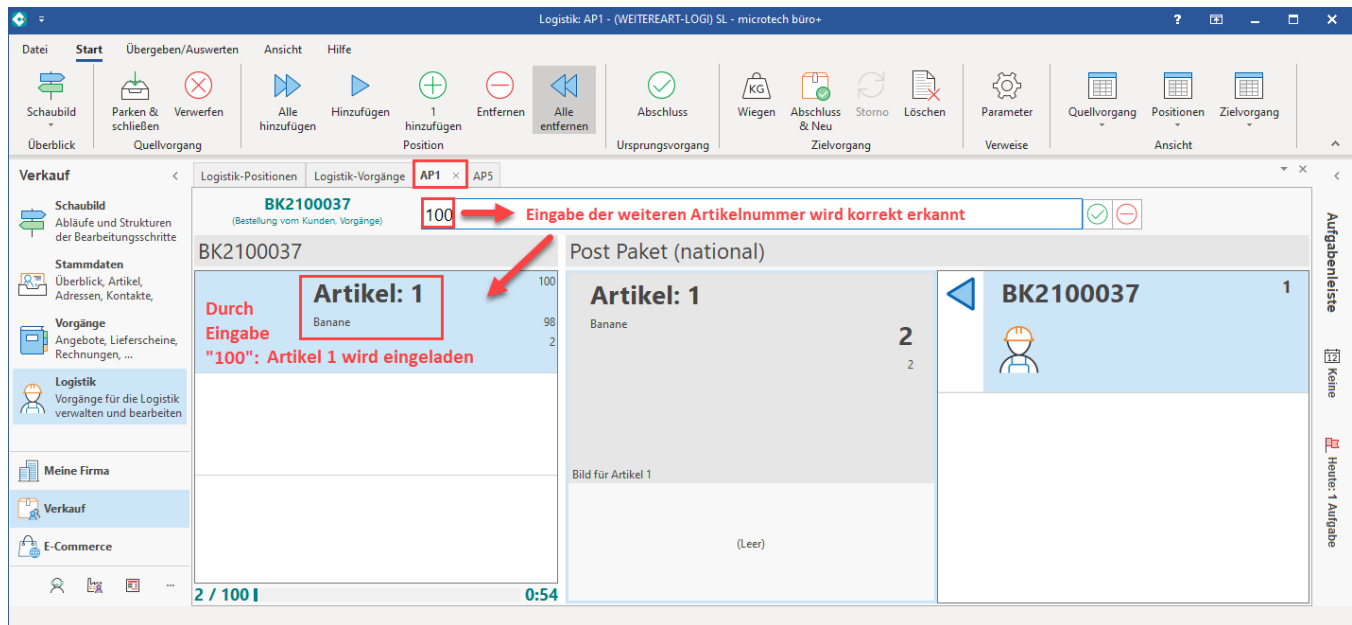 Logistik: AP1 - (WEITEREART-LOGI) SL - microtech büro+
?
Datei Start Übergeben/Auswerten Ansicht Hilfe
Schaubild
Parken & schließen
Verwerfen
Alle hinzufügen
Hinzufügen
1 hinzufügen
Entfernen
Alle entfernen
Abschluss
KG
Wiegen
Abschluss & Neu
Storno
Löschen
Parameter
Quellvorgang
Positionen
Zielvorgang
Überblick Quellvorgang Position Ursprungsvorgang Zielvorgang Verweise Ansicht
Verkauf
Schaubild
Abläufe und Strukturen
der Bearbeitungsschritte
Stammdaten
Überblick, Artikel,
Adressen, Kontakte,
Vorgänge
Angebote, Lieferscheine,
Rechnungen, ...
Logistik
Vorgänge für die Logistik
verwalten und bearbeiten
Meine Firma
Verkauf
E-Commerce
...
Logistik-Positionen Logistik-Vorgänge AP1 × AP5
BK2100037
(Bestellung vom Kunden, Vorgänge)
100
Eingabe der weiteren Artikelnummer wird korrekt erkannt
BK2100037
Artikel: 1
Banane
100
98
2
Durch
Eingabe
"100": Artikel 1 wird eingeladen
2 / 100
0:54
Post Paket (national)
Artikel: 1
Banane
2
2
Bild für Artikel 1
(Leer)
BK2100037
1
Aufgabenleiste
12 Keine
Heute: 1 Aufgabe